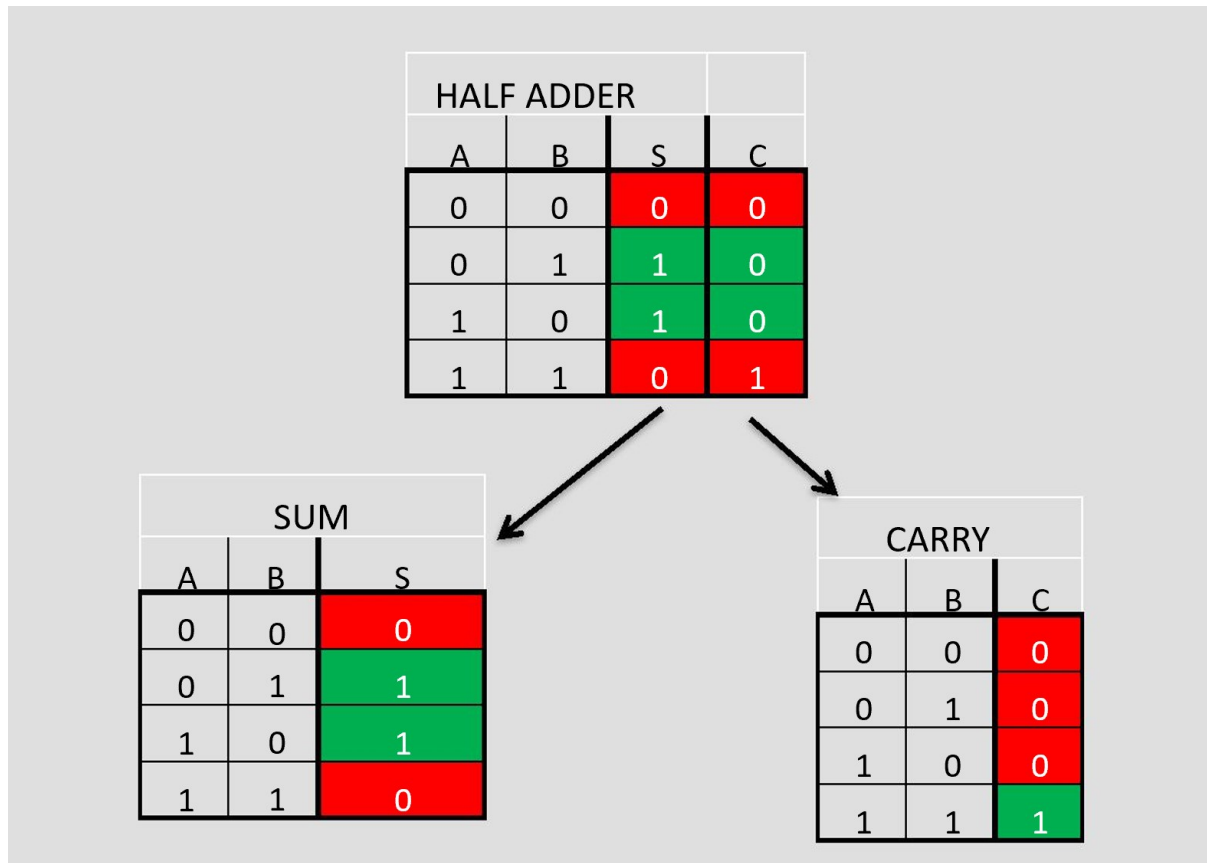 HALF ADDER
A B S C
0 0 0 0
0 1 1 0
1 0 1 0
1 1 0 1
SUM
A B S
0 0 0
0 1 1
1 0 1
1 1 0
CARRY
A B C
0 0 0
0 1 0
1 0 0
1 1 1